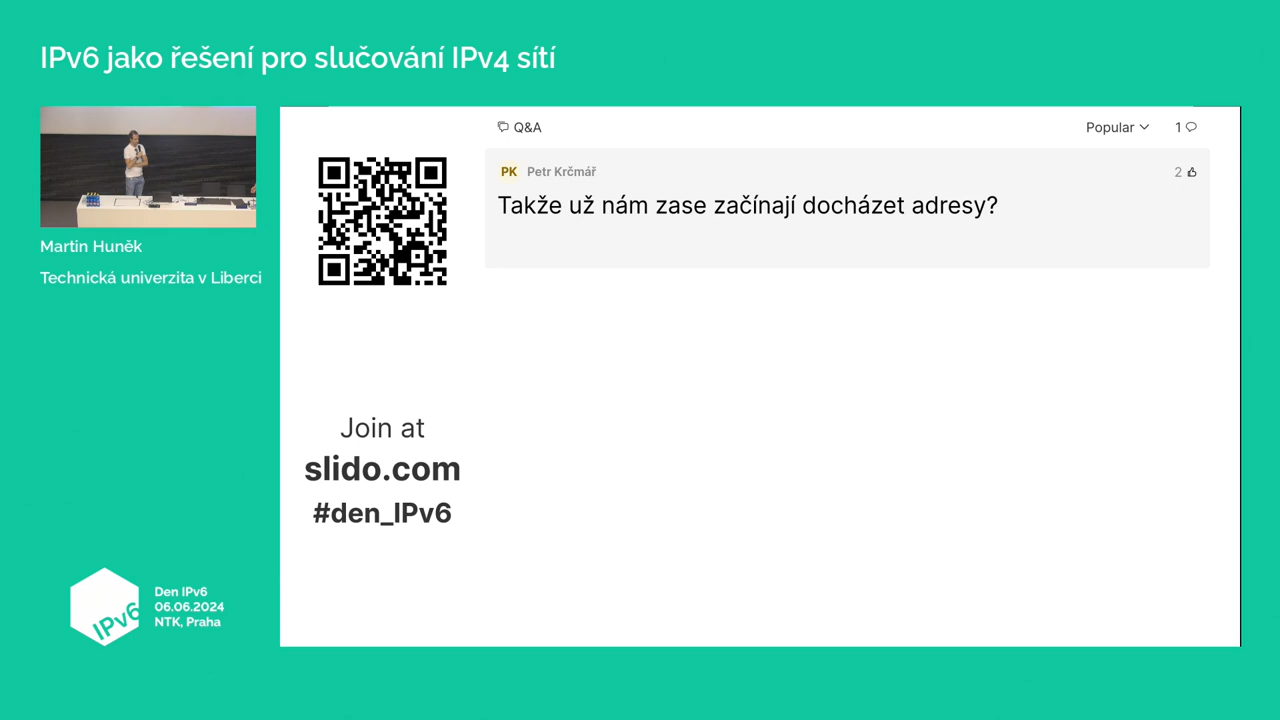 IPv6 jako řešení pro slučování IPv4 sítí
Martin Huněk
Technická univerzita v Liberci
Q&A
Popular
1
PK Petr Krčmář
2
Takže už nám zase začínají docházet adresy?
Join at
slido.com
#den_IPv6
IPv6
Den IPv6
06.06.2024
NTK, Praha